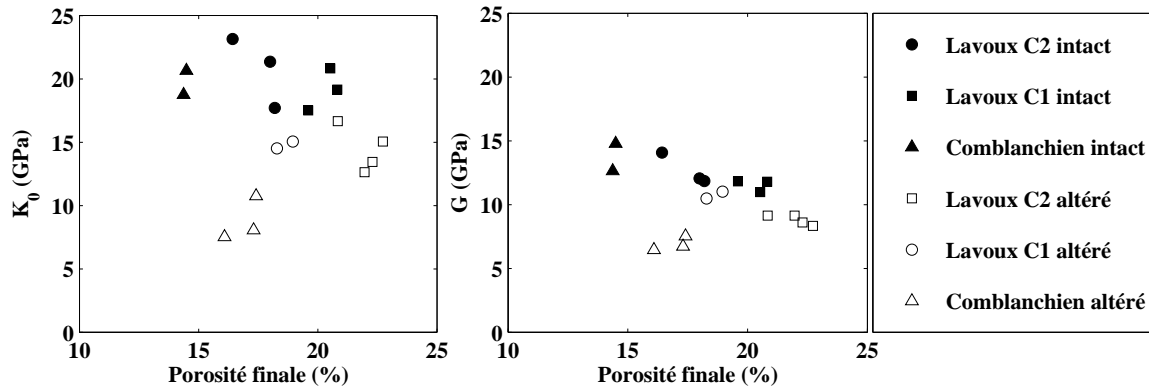 25
20
15
10
5
0
K0 (GPa)
10
15
20
25
Porosité finale (%)
25
20
15
10
5
0
G (GPa)
10
15
20
25
Porosité finale (%)
Lavoux C2 intact
Lavoux C1 intact
Comblanchien intact
Lavoux C2 altéré
Lavoux C1 altéré
Comblanchien altéré